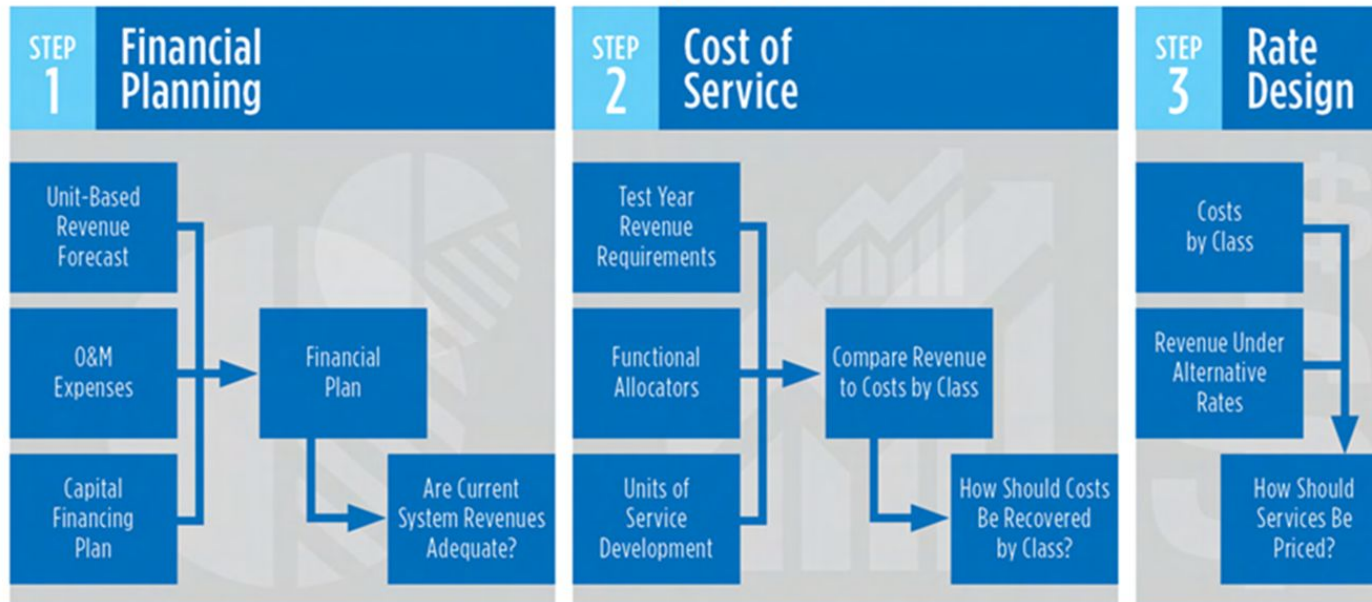 STEP
1
Financial
Planning
Unit-Based
Revenue
Forecast
O&M
Expenses
Capital
Financing
Plan
Financial
Plan
Are Current
System Revenues
Adequate?
STEP
2
Cost of
Service
Test Year
Revenue
Requirements
Functional
Allocators
Units of
Service
Development
Compare Revenue
to Costs by Class
How Should Costs
Be Recovered
by Class?
STEP
3
Rate
Design
Costs
by Class
Revenue Under
Alternative
Rates
How Should
Services Be
Priced?